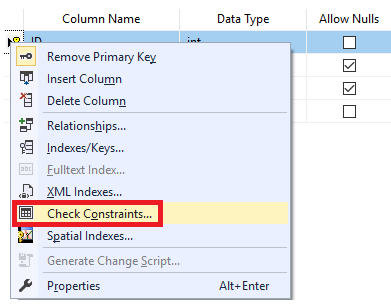 Column Name Data Type Allow Nulls
ID int
Remove Primary Key
Insert Column
Delete Column
Relationships...
Indexes/Keys...
Fulltext Index...
XML Indexes...
Check Constraints...
Spatial Indexes...
Generate Change Script...
Properties Alt+Enter